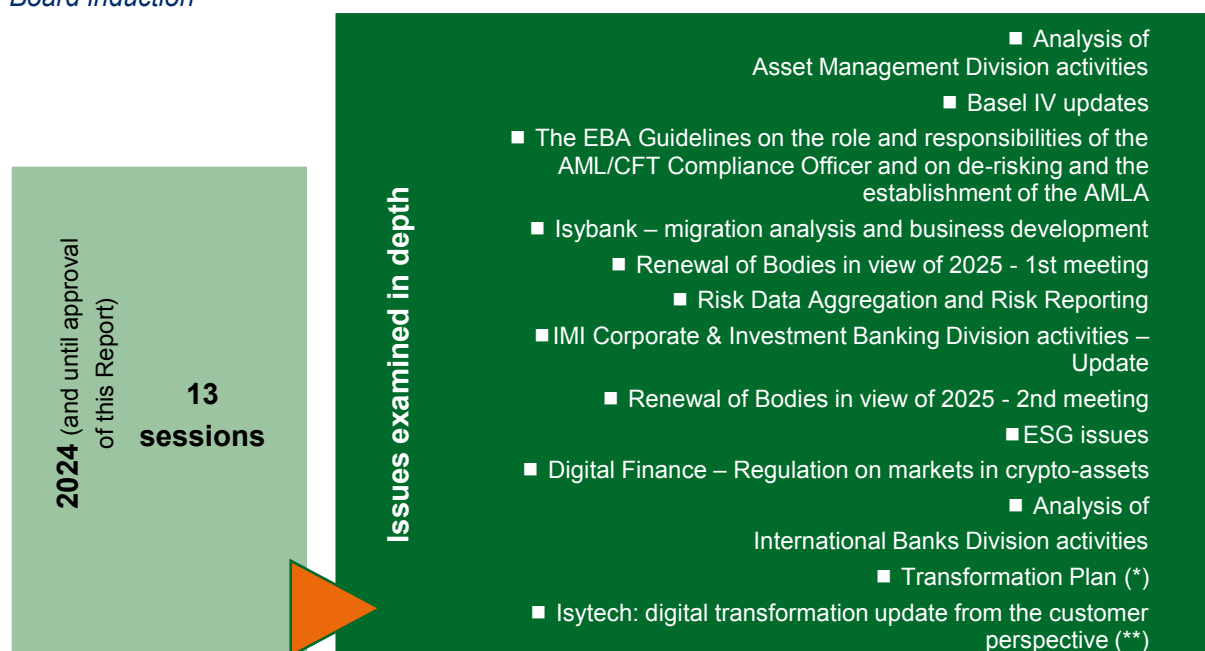 Board induction
2024 (and until approval
of this Report)
13
sessions
Issues examined in depth
■ Analysis of
Asset Management Division activities
■ Basel IV updates
■ The EBA Guidelines on the role and responsibilities of the
AML/CFT Compliance Officer and on de-risking and the
establishment of the AMLA
■ Isybank – migration analysis and business development
■ Renewal of Bodies in view of 2025 - 1st meeting
■ Risk Data Aggregation and Risk Reporting
■IMI Corporate & Investment Banking Division activities –
Update
■ Renewal of Bodies in view of 2025 - 2nd meeting
■ESG issues
■ Digital Finance – Regulation on markets in crypto-assets
■ Analysis of
International Banks Division activities
■ Transformation Plan (*)
■ Isytech: digital transformation update from the customer
perspective (**)